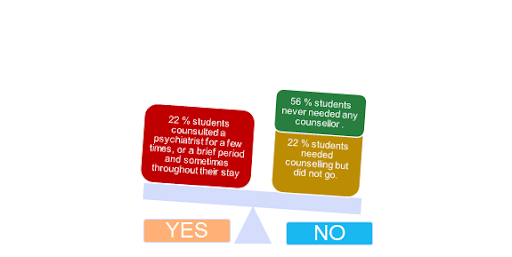 22 % students
counsulted a
psychiatrist for a few
times, or a brief period
and sometimes
throughout their stay
56 % students
never needed any
counsellor .
22 % students
needed
counselling but
did not go.
YES
NO